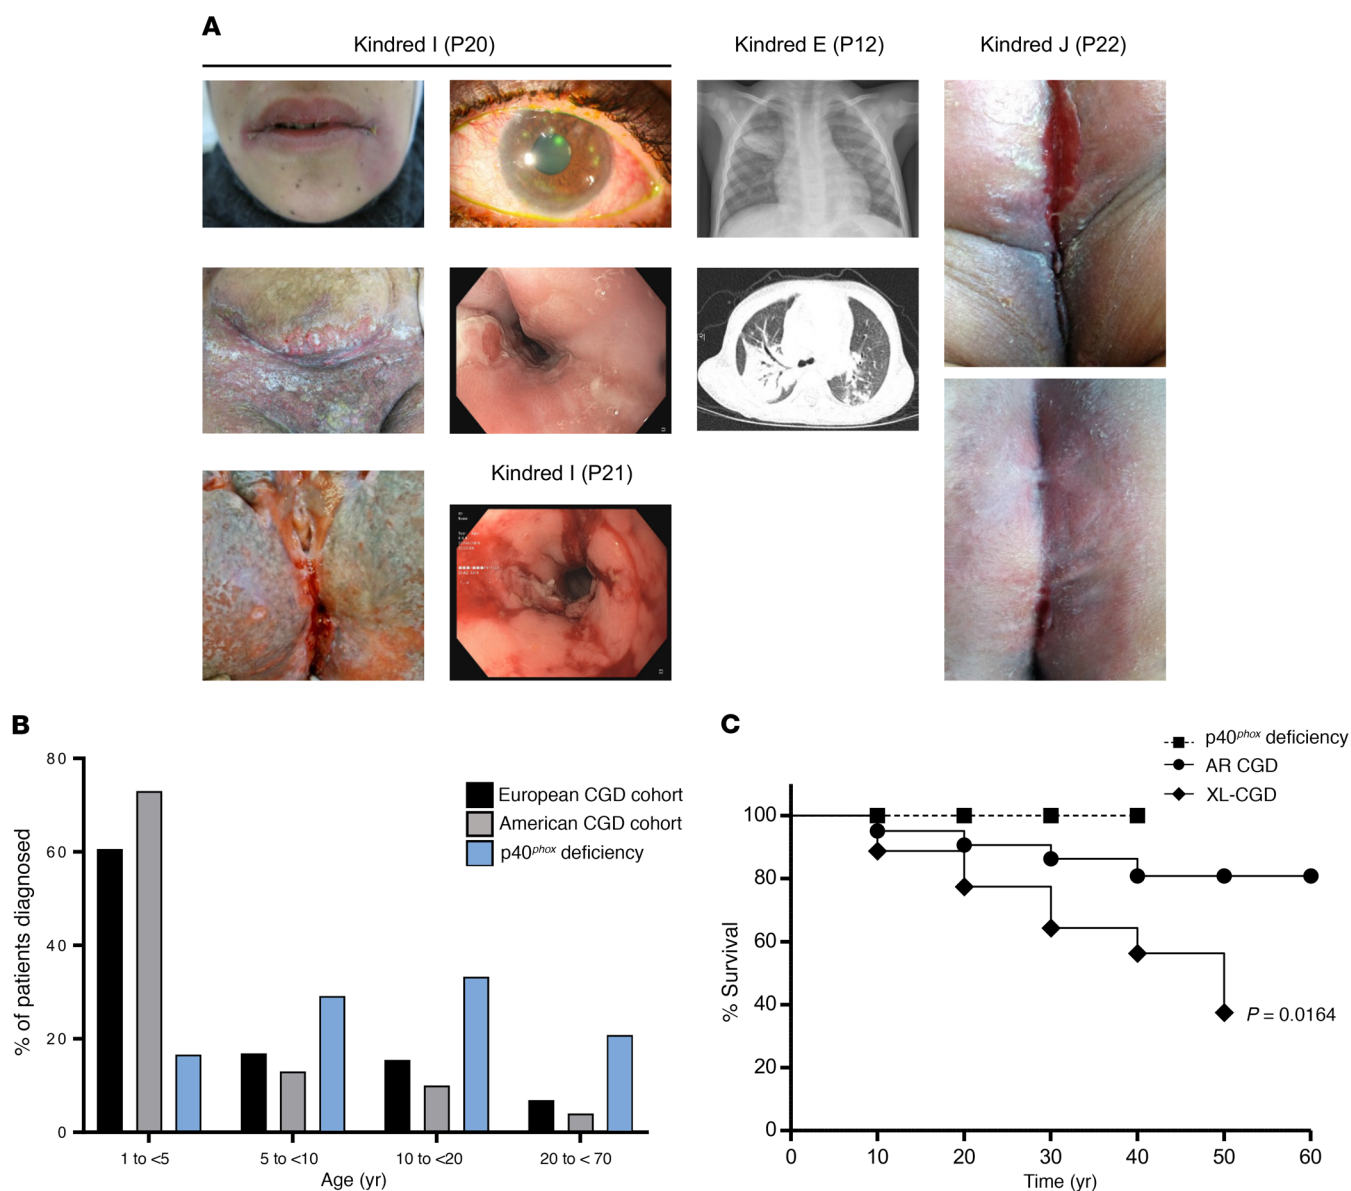 A
Kindred I (P20)
Kindred E (P12)
Kindred J (P22)
Kindred I (P21)
B
80
60
40
20
0
% of patients diagnosed
European CGD cohort
American CGD cohort
p40phox deficiency
1 to <5
5 to <10
10 to <20
20 to < 70
Age (yr)
C
p40phox deficiency
AR CGD
XL-CGD
100
80
60
40
20
0
% Survival
P = 0.0164
0
10
20
30
40
50
60
Time (yr)